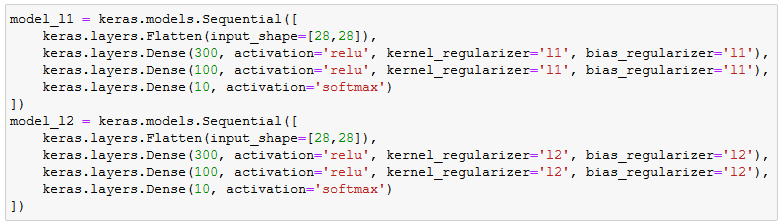 model_l1 = keras.models.Sequential([
    keras.layers.Flatten(input_shape=[28,28]),
    keras.layers.Dense(300, activation='relu', kernel_regularizer='l1', bias_regularizer='l1'),
    keras.layers.Dense(100, activation='relu', kernel_regularizer='l1', bias_regularizer='l1'),
    keras.layers.Dense(10, activation='softmax')
])
model_l2 = keras.models.Sequential([
    keras.layers.Flatten(input_shape=[28,28]),
    keras.layers.Dense(300, activation='relu', kernel_regularizer='l2', bias_regularizer='l2'),
    keras.layers.Dense(100, activation='relu', kernel_regularizer='l2', bias_regularizer='l2'),
    keras.layers.Dense(10, activation='softmax')
])